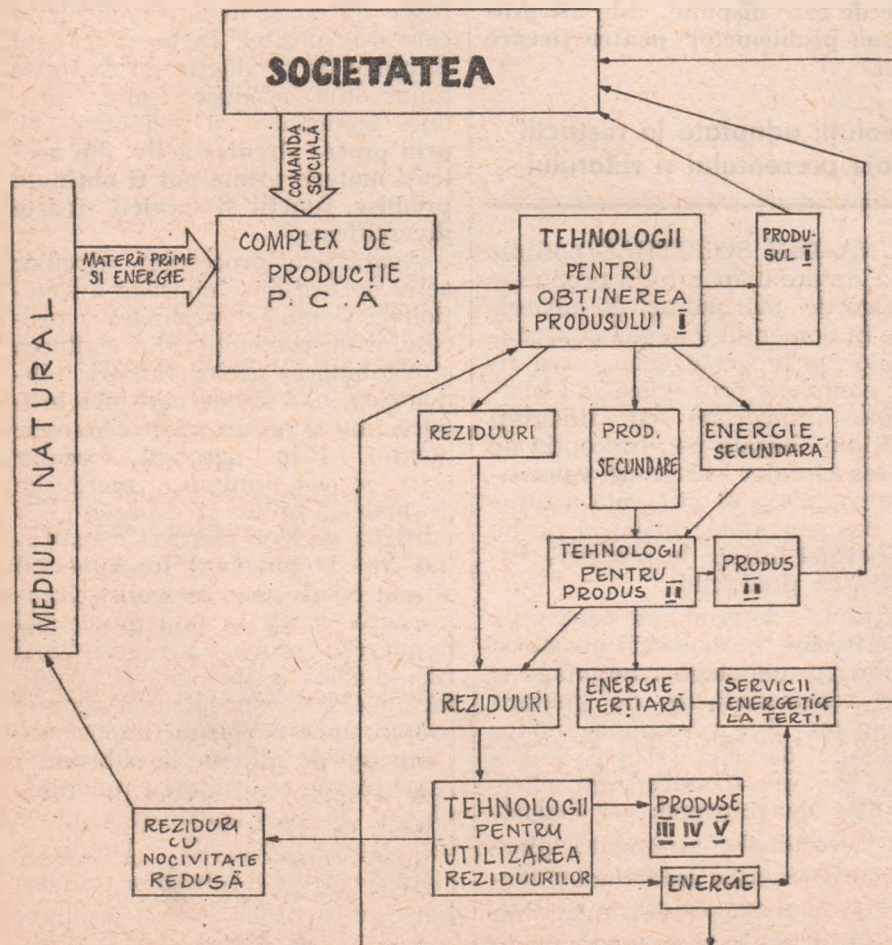 SOCIETATEA
COMANDA
SOCIALĂ
MEDIUL NATURAL
MATERII PRIME
SI ENERGIE
COMPLEX DE
PRODUCȚIE
P.C.A
TEHNOLOGII
PENTRU
OBȚINEREA
PRODUSULUI I
PRODU-
SUL I
REZIDUURI
PROD.
SECUNDARE
ENERGIE
SECUNDARĂ
TEHNOLOGII
PENTRU
PRODUS II
PRODUS
II
REZIDUURI
ENERGIE
TERȚIARĂ
SERVICII
ENERGETICE
LA TERȚI
REZIDURI
CU
NOCIVITATE
REDUSĂ
TEHNOLOGII
PENTRU
UTILIZAREA
REZIDUURILOR
PRODUSE
III IV V
ENERGIE